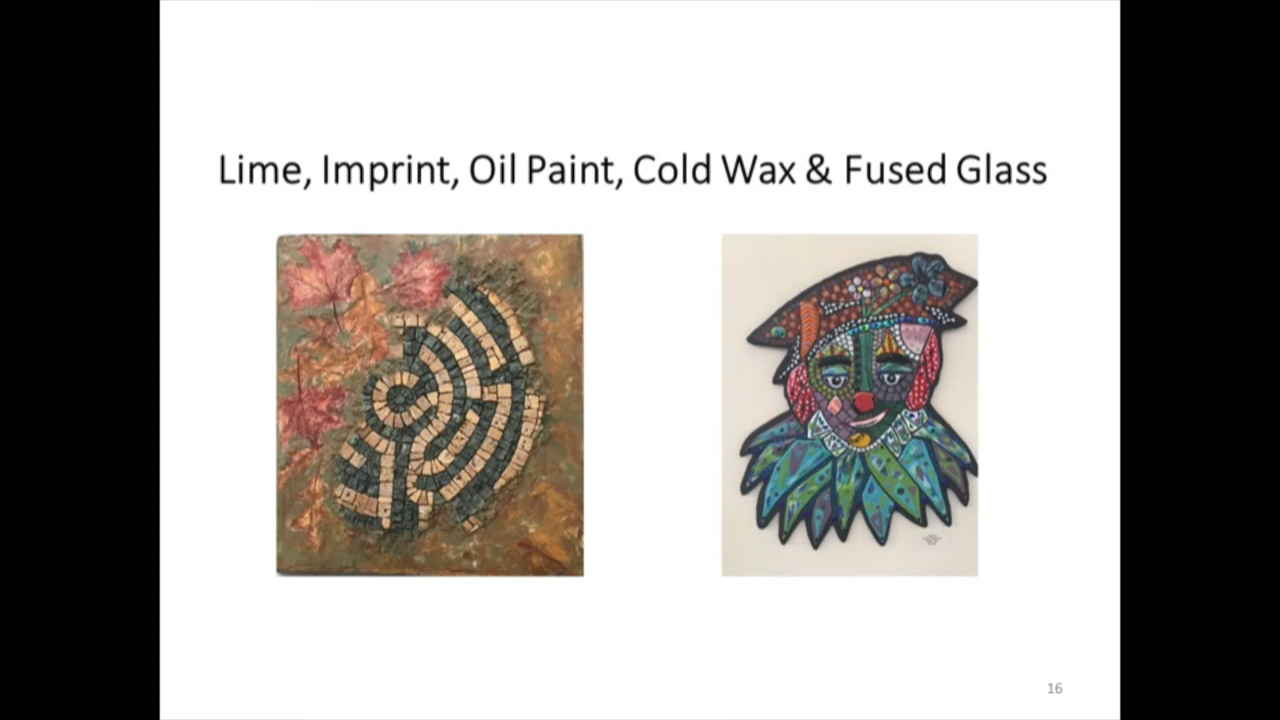 Lime, Imprint, Oil Paint, Cold Wax & Fused Glass
16